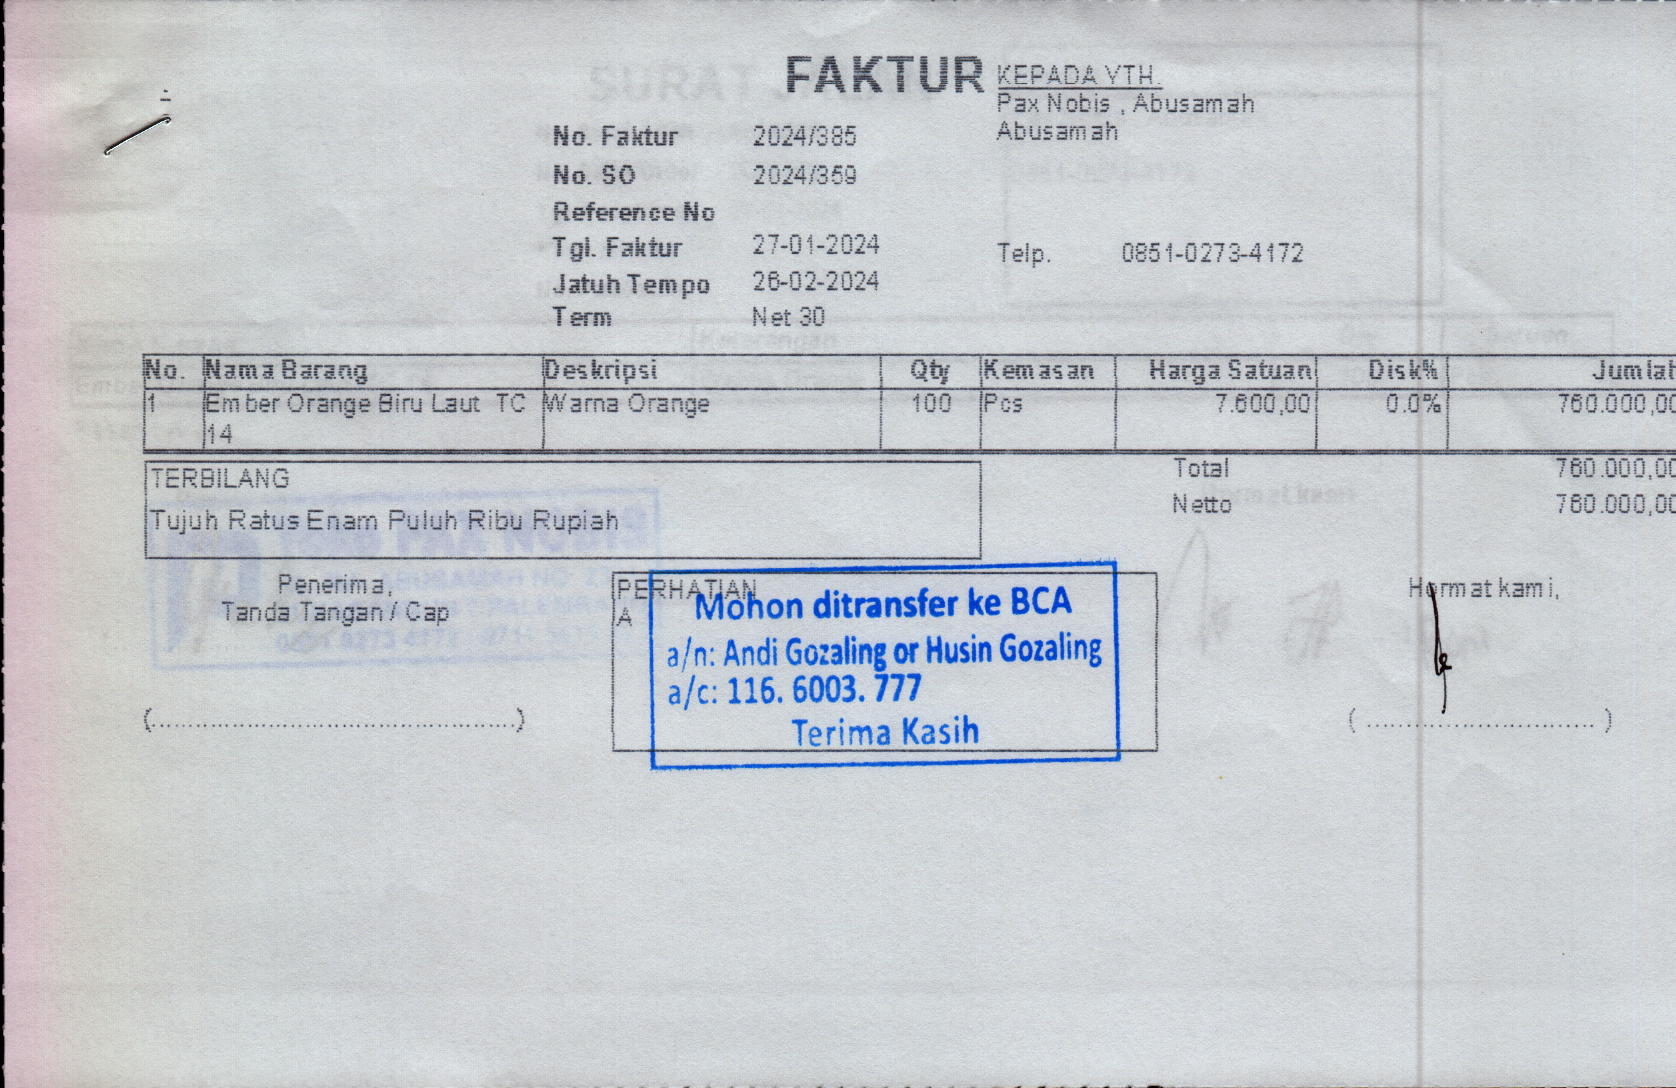 FAKTUR
KEPADA YTH.
Pax Nobis , Abusamah
Abusamah
No. Faktur 2024/385
No. SO 2024/359
Reference No
Tgl. Faktur 27-01-2024
Telp. 0851-0273-4172
Jatuh Tempo 26-02-2024
Term Net 30
No. Nama Barang Deskripsi Qty Kemasan Harga Satuan Disk% Jumlah
1 Ember Orange Biru Laut TC Warna Orange 100 Pcs 7.600,00 0.0% 760.000,00
14
TERBILANG
Total 760.000,00
Netto 760.000,00
Tujuh Ratus Enam Puluh Ribu Rupiah
Penerima,
Tanda Tangan / Cap
PERHATIAN
A
Mohon ditransfer ke BCA
a/n: Andi Gozaling or Husin Gozaling
a/c: 116. 6003. 777
Terima Kasih
Hormat kami,
(................................................)
( ............................. )